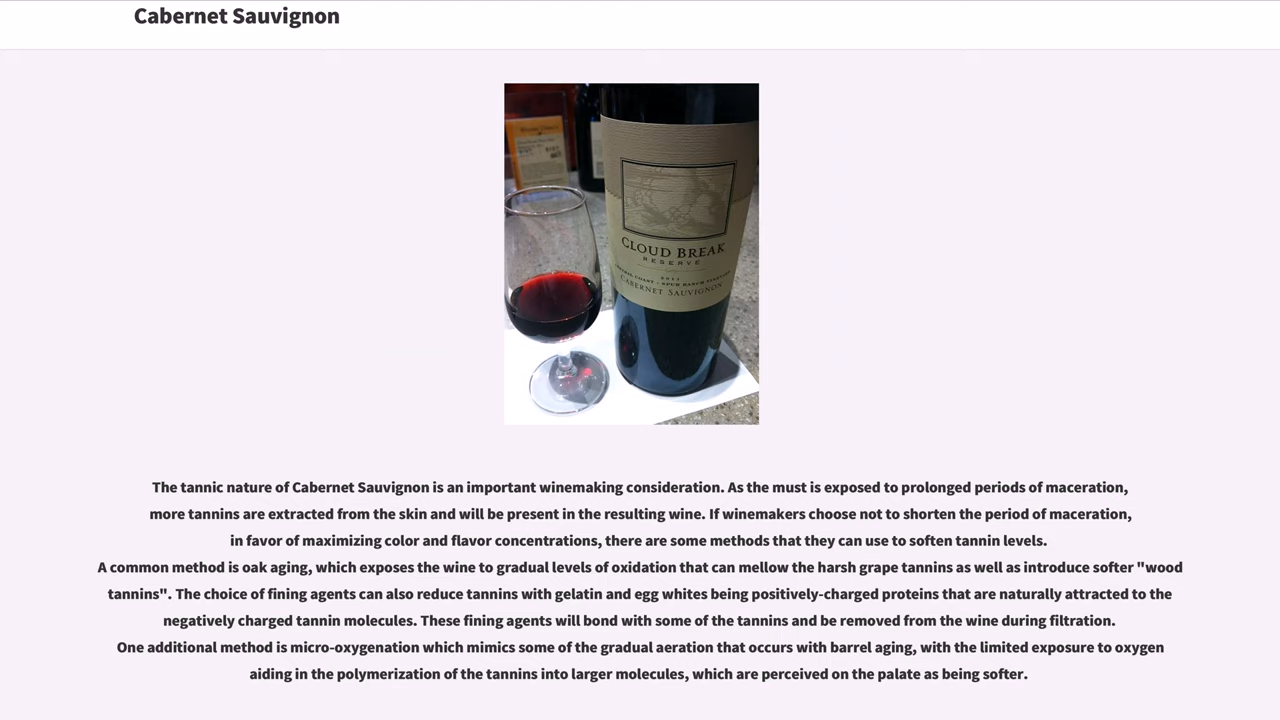 Cabernet Sauvignon
CLOUD BREAK
RESERVE
2017
CABERNET SAUVIGNON
The tannic nature of Cabernet Sauvignon is an important winemaking consideration. As the must is exposed to prolonged periods of maceration,
more tannins are extracted from the skin and will be present in the resulting wine. If winemakers choose not to shorten the period of maceration,
in favor of maximizing color and flavor concentrations, there are some methods that they can use to soften tannin levels.
A common method is oak aging, which exposes the wine to gradual levels of oxidation that can mellow the harsh grape tannins as well as introduce softer "wood
tannins". The choice of fining agents can also reduce tannins with gelatin and egg whites being positively-charged proteins that are naturally attracted to the
negatively charged tannin molecules. These fining agents will bond with some of the tannins and be removed from the wine during filtration.
One additional method is micro-oxygenation which mimics some of the gradual aeration that occurs with barrel aging, with the limited exposure to oxygen
aiding in the polymerization of the tannins into larger molecules, which are perceived on the palate as being softer.